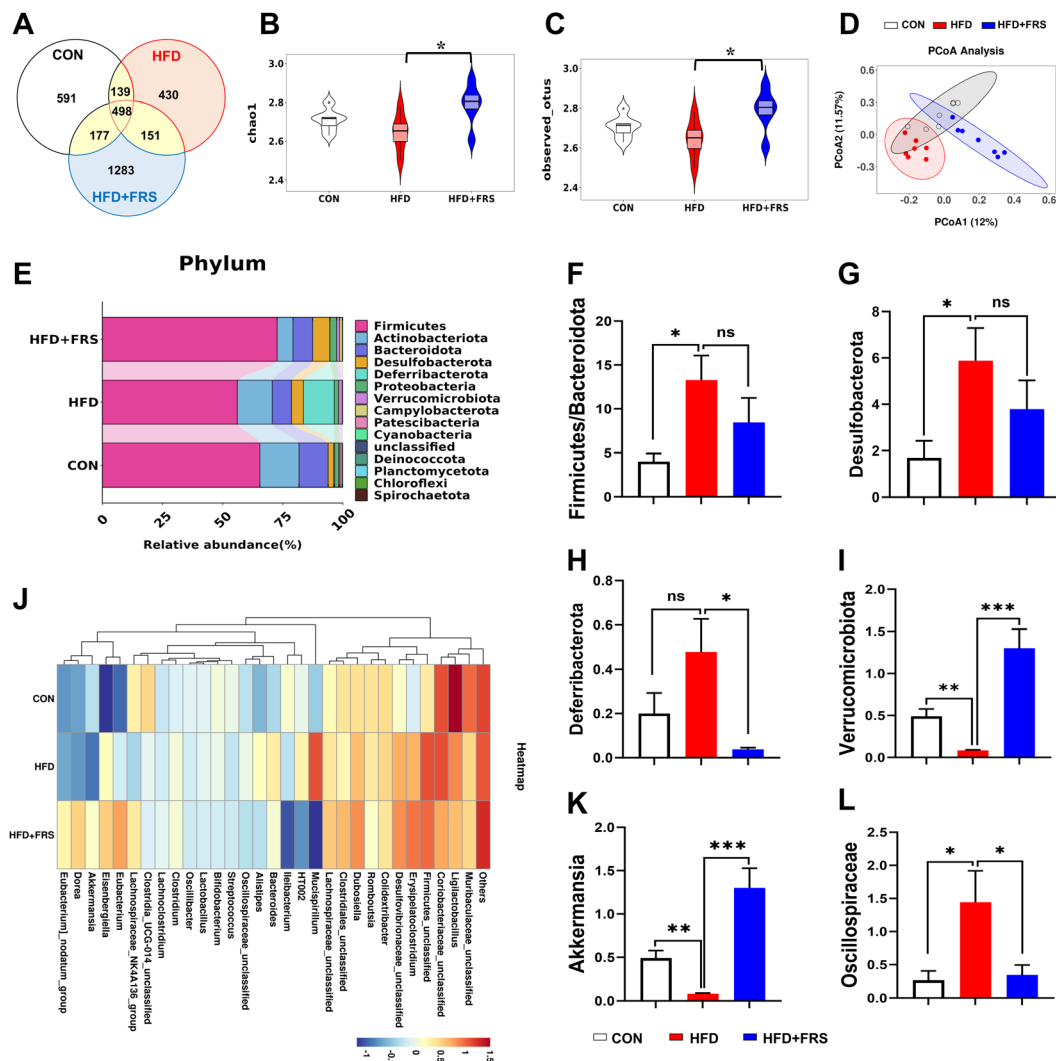 A
CON
HFD
591
139
430
498
177
151
1283
HFD+FRS
B
*
chao1
3.0
2.8
2.6
2.4
CON
HFD
HFD+FRS
C
*
observed_otus
3.0
2.8
2.6
2.4
CON
HFD
HFD+FRS
D
CON HFD HFD+FRS
PCoA Analysis
PCoA2 (11.57%)
0.6
0.3
0.0
-0.3
-0.2 0.0 0.2 0.4 0.6
PCoA1 (12%)
E
Phylum
HFD+FRS
HFD
CON
0 25 50 75 100
Relative abundance(%)
Firmicutes
Actinobacteriota
Bacteroidota
Desulfobacterota
Deferribacterota
Proteobacteria
Verrucomicrobiota
Campylobacterota
Patescibacteria
Cyanobacteria
unclassified
Deinococcota
Planctomycetota
Chloroflexi
Spirochaetota
F
Firmicutes/Bacteroidota
20
15
10
5
0
* ns
G
Desulfobacterota
8
6
4
2
0
* ns
H
Deferribacterota
0.6
0.4
0.2
0.0
ns *
I
Verrucomicrobiota
2.0
1.5
1.0
0.5
0.0
** ***
J
CON
HFD
HFD+FRS
Heatmap
Eubacterium]_nodatum_group
Dorea
Akkermansia
Eisenbergiella
Eubacterium
Lachnospiraceae_NK4A136_group
Clostridia_UCG-014_unclassified
Lachnoclostridium
Clostridium
Oscillibacter
Lactobacillus
Bifidobacterium
Streptococcus
Oscillospiraceae_unclassified
Alistipes
Bacteroides
Ileibacterium
HT002
Mucispirillum
Lachnospiraceae_unclassified
Clostridiales_unclassified
Dubosiella
Romboutsia
Colidextribacter
Desulfovibrionaceae_unclassified
Erysipelatoclostridium
Firmicutes_unclassified
Coriobacteriaceae_unclassified
Ligilactobacillus
Muribaculaceae_unclassified
Others
-1
-0.5
0
0.5
1
1.5
K
Akkermansia
2.0
1.5
1.0
0.5
0.0
** ***
L
Oscillospiraceae
2.5
2.0
1.5
1.0
0.5
0.0
* *
CON HFD HFD+FRS